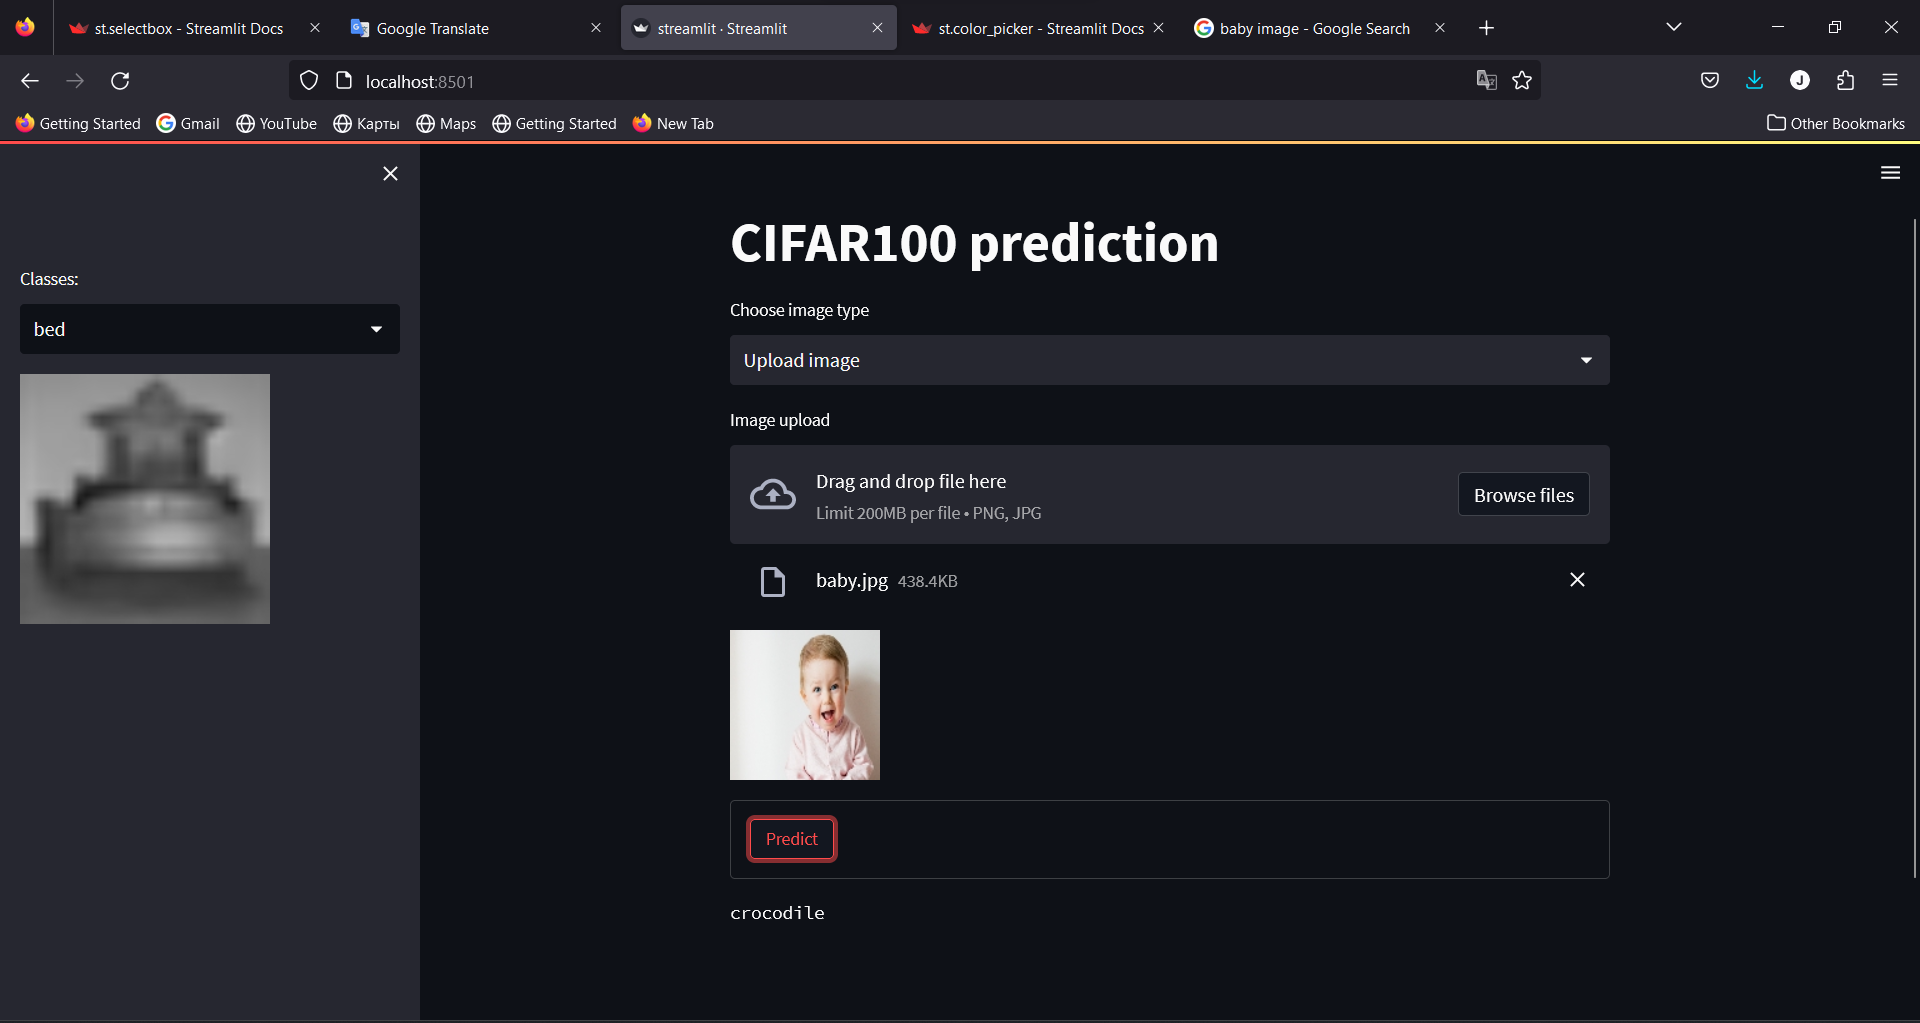 st.selectbox - Streamlit Docs
Google Translate
streamlit · Streamlit
st.color_picker - Streamlit Docs
baby image - Google Search
localhost:8501
Getting Started
Gmail
YouTube
Карты
Maps
Getting Started
New Tab
Other Bookmarks
Classes:
bed
CIFAR100 prediction
Choose image type
Upload image
Image upload
Drag and drop file here
Limit 200MB per file • PNG, JPG
Browse files
baby.jpg 438.4KB
Predict
crocodile